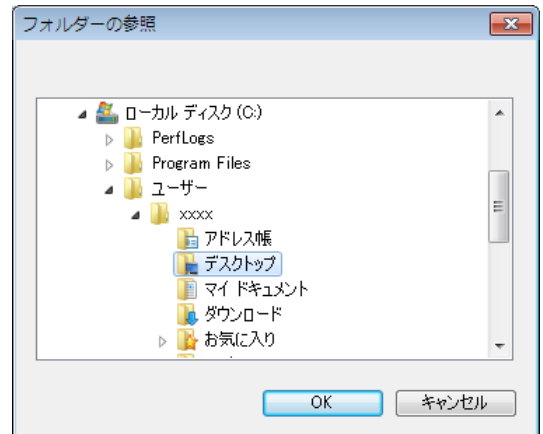 フォルダーの参照
ローカル ディスク (C:)
PerfLogs
Program Files
ユーザー
xxxx
アドレス帳
デスクトップ
マイ ドキュメント
ダウンロード
お気に入り
OK
キャンセル